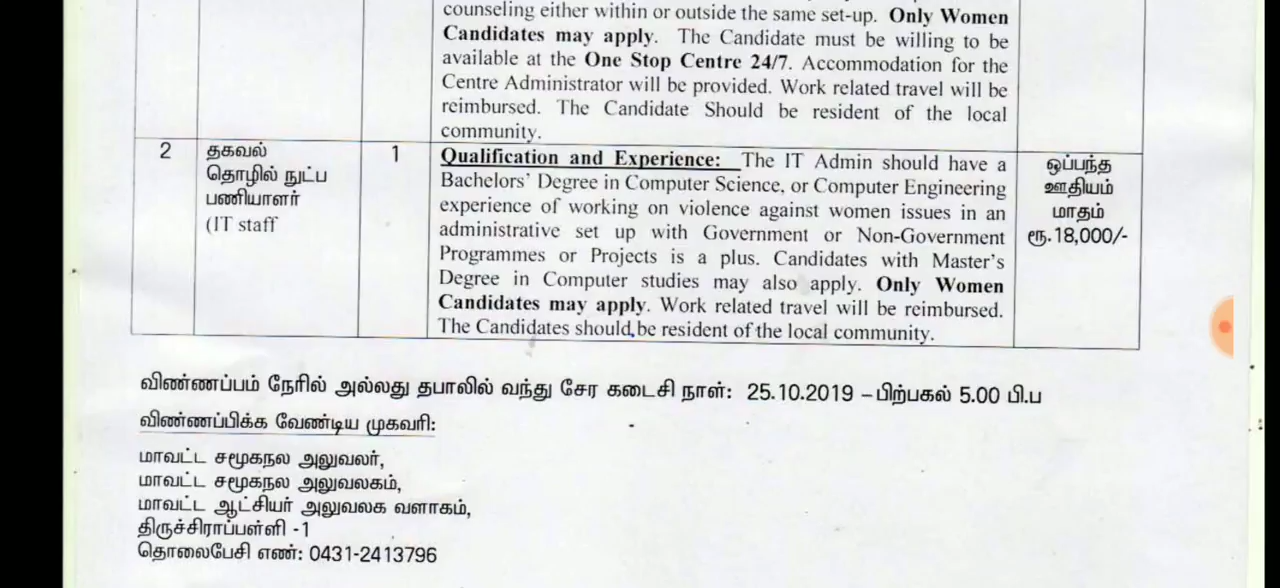 counseling either within or outside the same set-up. Only Women
Candidates may apply. The Candidate must be willing to be
available at the One Stop Centre 24/7. Accommodation for the
Centre Administrator will be provided. Work related travel will be
reimbursed. The Candidate Should be resident of the local
community.
2
தகவல்
தொழில் நுட்ப
பணியாளர்
(IT staff
1
Qualification and Experience: The IT Admin should have a
Bachelors' Degree in Computer Science, or Computer Engineering
experience of working on violence against women issues in an
administrative set up with Government or Non-Government
Programmes or Projects is a plus. Candidates with Master's
Degree in Computer studies may also apply. Only Women
Candidates may apply. Work related travel will be reimbursed.
The Candidates should be resident of the local community.
ஒப்பந்த
ஊதியம்
மாதம்
ரூ.18,000/-
விண்ணப்பம் நேரில் அல்லது தபாலில் வந்து சேர கடைசி நாள்: 25.10.2019 – பிற்பகல் 5.00 பி.ப
விண்ணப்பிக்க வேண்டிய முகவரி:
மாவட்ட சமூகநல அலுவலர்,
மாவட்ட சமூகநல அலுவலகம்,
மாவட்ட ஆட்சியர் அலுவலக வளாகம்,
திருச்சிராப்பள்ளி -1
தொலைபேசி எண்: 0431-2413796